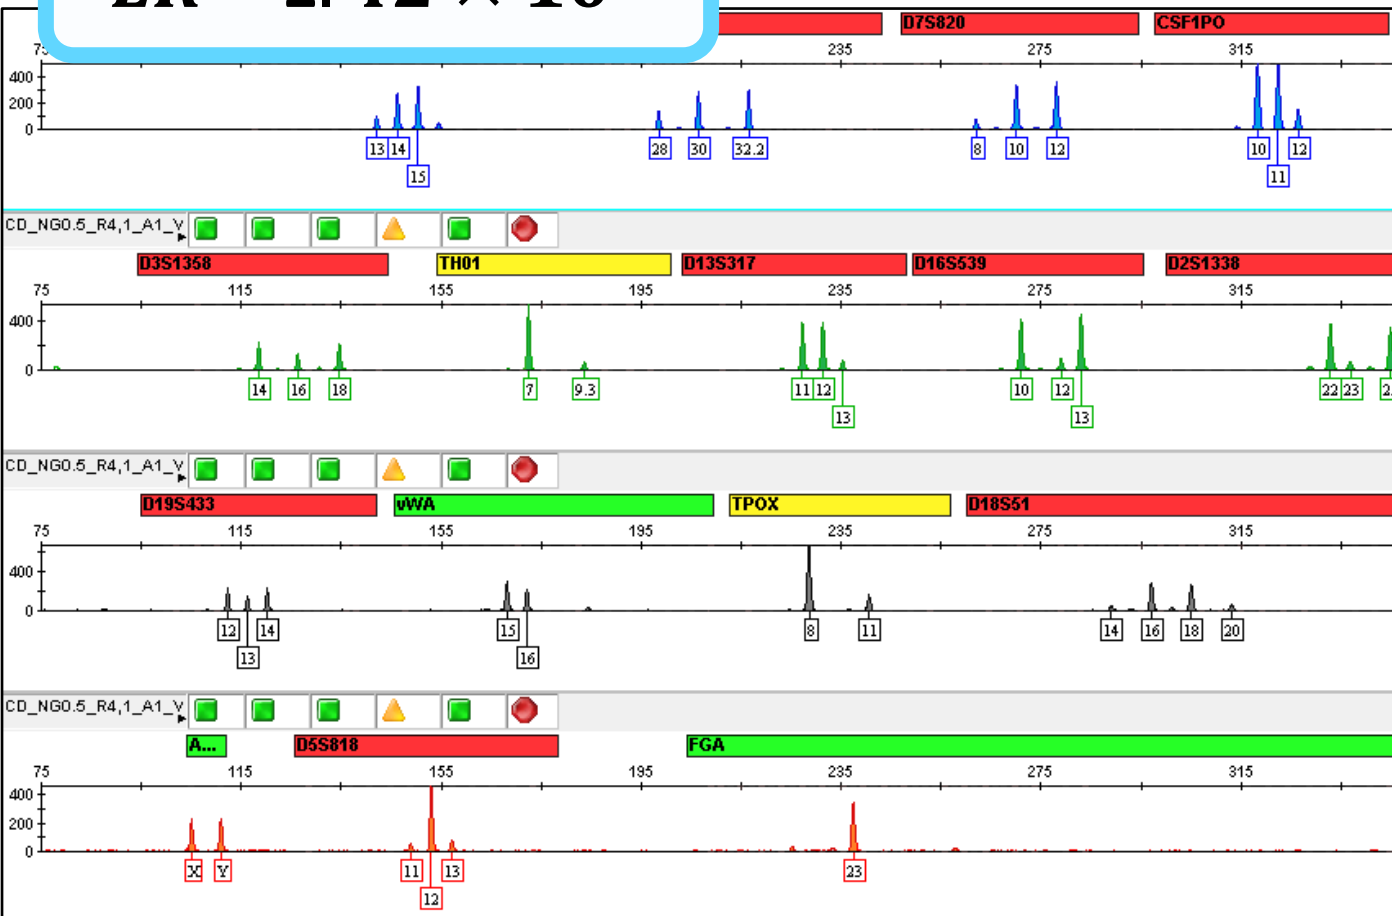 D7S820 CSF1PO
235 275 315
400
200
0
13 14 28 30 32.2 8 10 12 10 12
15 11
CD_NG0.5_R4,1_A1_V
D3S1358 TH01 D13S317 D16S539 D2S1338
75 115 155 195 235 275 315
400
0
14 16 18 7 9.3 11 12 10 12 22 23
13 13
CD_NG0.5_R4,1_A1_V
D19S433 vWA TPOX D18S51
75 115 155 195 235 275 315
400
0
12 14 15 8 11 14 16 18 20
13 16
CD_NG0.5_R4,1_A1_V
A... D5S818 FGA
75 115 155 195 235 275 315
400
200
0
X Y 11 13 23
12